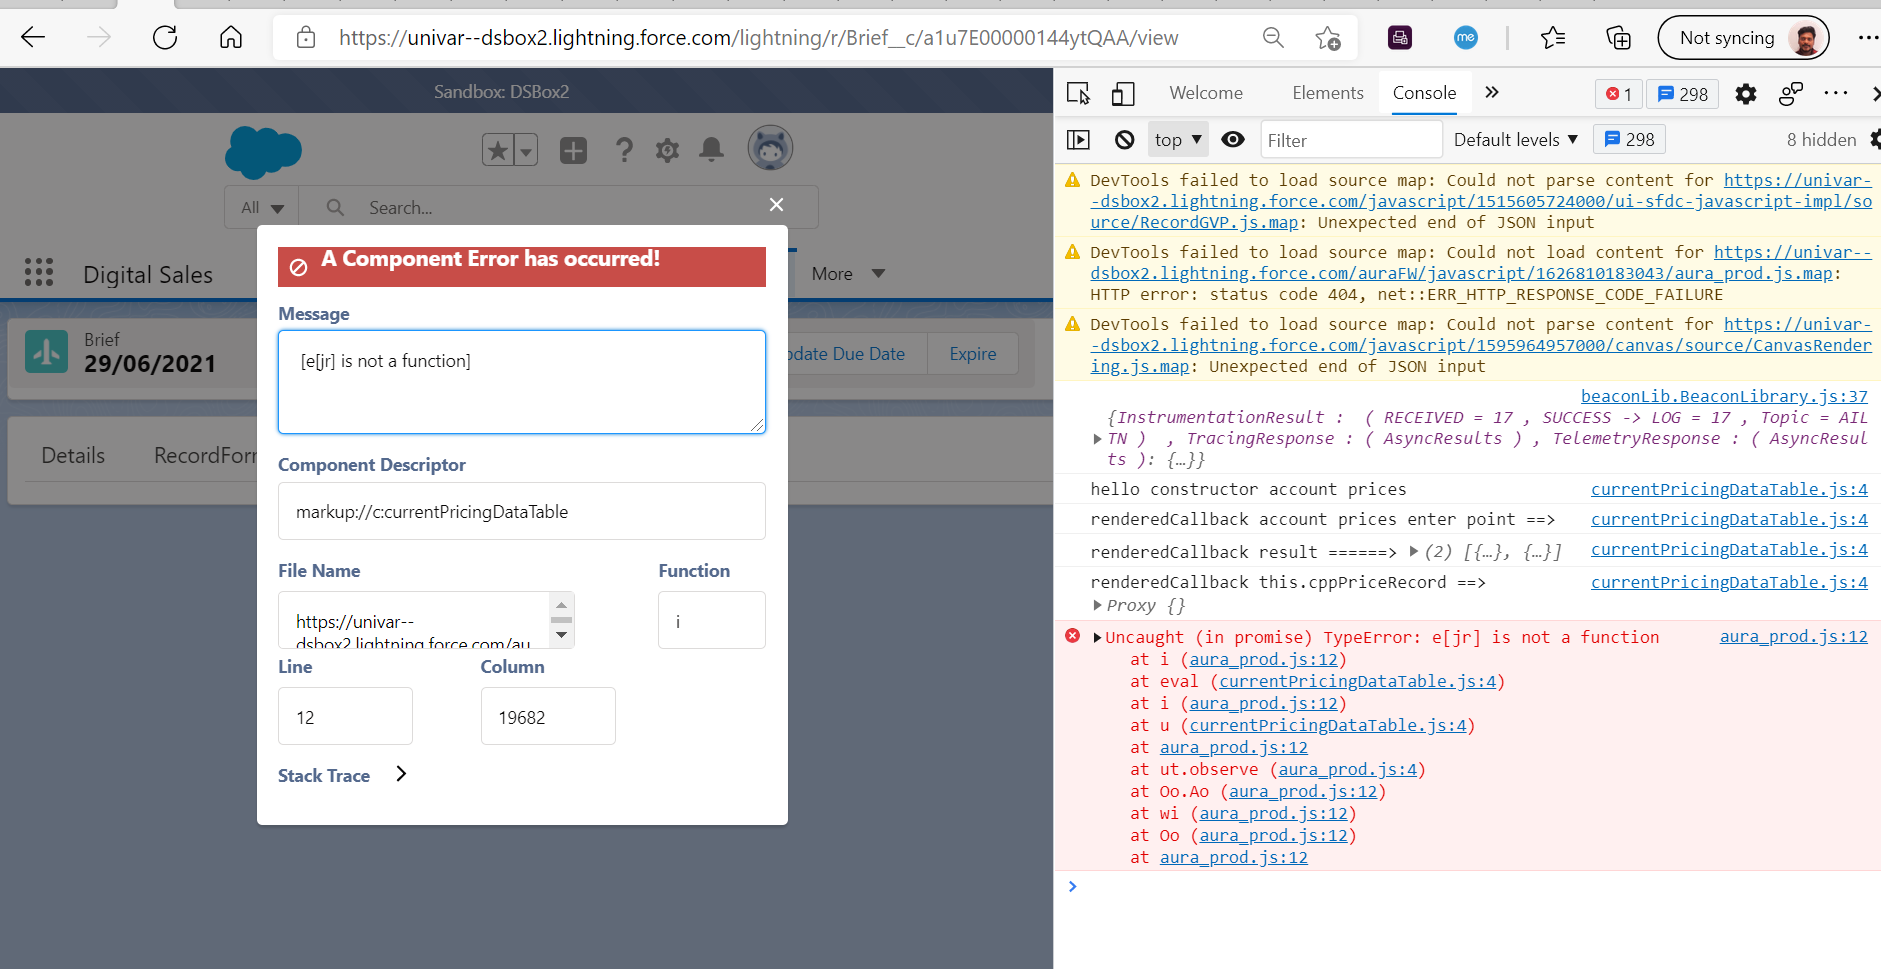 https://univar--dsbox2.lightning.force.com/lightning/r/Brief__c/a1u7E00000144ytQAA/view
me
Not syncing
Sandbox: DSBox2
All
Search...
Digital Sales
More
Brief
29/06/2021
pdate Due Date
Expire
Details
RecordForr
A Component Error has occurred!
Message
[e[jr] is not a function]
Component Descriptor
markup://c:currentPricingDataTable
File Name
Function
https://univar--
dsbox2.lightning.force.com/au
i
Line
Column
12
19682
Stack Trace
Welcome
Elements
Console
1
298
top
Filter
Default levels
298
8 hidden
DevTools failed to load source map: Could not parse content for https://univar-
-dsbox2.lightning.force.com/javascript/1515605724000/ui-sfdc-javascript-impl/so
urce/RecordGVP.js.map: Unexpected end of JSON input
DevTools failed to load source map: Could not load content for https://univar--
dsbox2.lightning.force.com/auraFW/javascript/1626810183043/aura_prod.js.map:
HTTP error: status code 404, net::ERR_HTTP_RESPONSE_CODE_FAILURE
DevTools failed to load source map: Could not parse content for https://univar-
-dsbox2.lightning.force.com/javascript/1595964957000/canvas/source/CanvasRender
ing.js.map: Unexpected end of JSON input
beaconLib.BeaconLibrary.js:37
{InstrumentationResult :  ( RECEIVED = 17 , SUCCESS -> LOG = 17 , Topic = AIL
TN )  , TracingResponse : ( AsyncResults ) , TelemetryResponse : ( AsyncResul
ts ): {…}}
hello constructor account prices currentPricingDataTable.js:4
renderedCallback account prices enter point ==> currentPricingDataTable.js:4
renderedCallback result ======> (2) [{…}, {…}] currentPricingDataTable.js:4
renderedCallback this.cppPriceRecord ==> currentPricingDataTable.js:4
Proxy {}
Uncaught (in promise) TypeError: e[jr] is not a function aura_prod.js:12
at i (aura_prod.js:12)
at eval (currentPricingDataTable.js:4)
at i (aura_prod.js:12)
at u (currentPricingDataTable.js:4)
at aura_prod.js:12
at ut.observe (aura_prod.js:4)
at Oo.Ao (aura_prod.js:12)
at wi (aura_prod.js:12)
at Oo (aura_prod.js:12)
at aura_prod.js:12